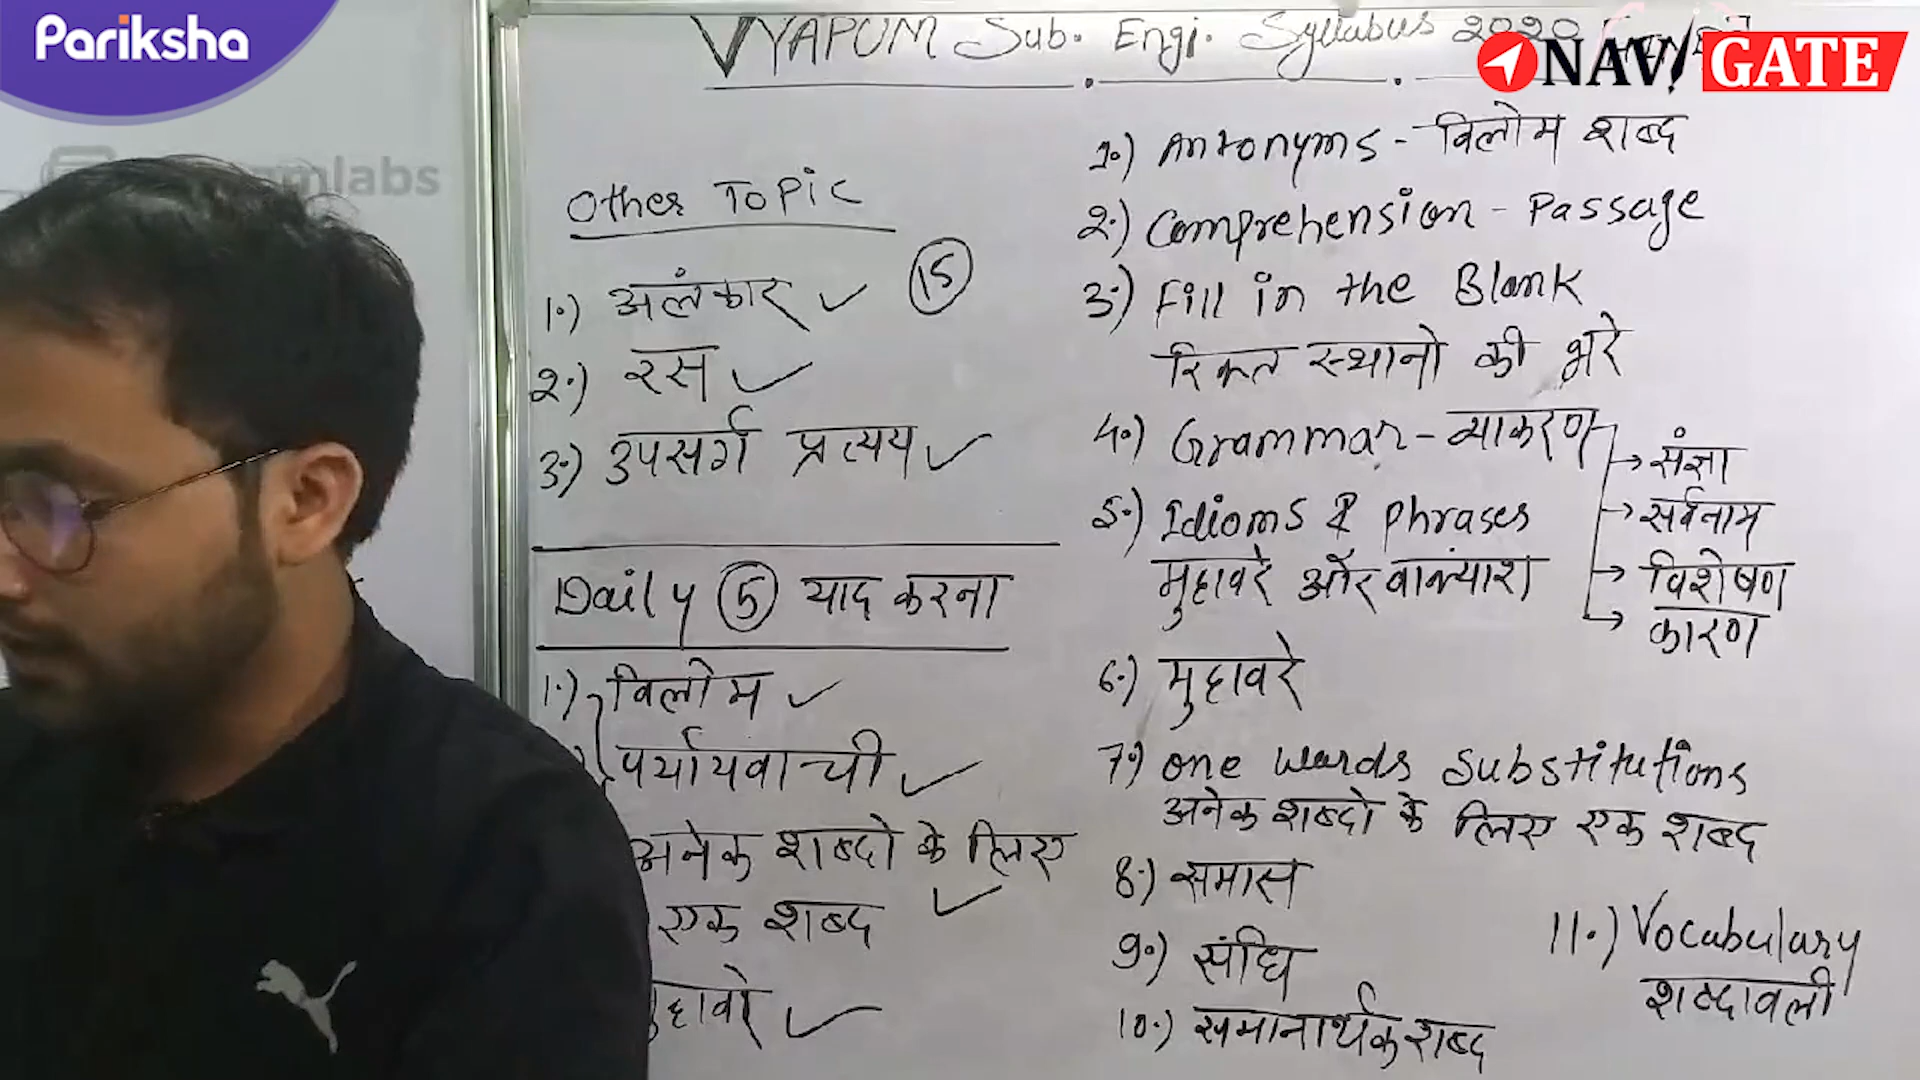 Pariksha
VYAPUM Sub. Engi. Syllabus 2020
NAVIGATE
mlabs
Other Topic
1.) अलंकार ✓ 15
2.) रस ✓
3.) उपसर्ग प्रत्यय ✓
Daily 5 याद करना
1.) विलोम ✓
पर्यायवाची ✓
अनेक शब्दो के लिए
एक शब्द ✓
मुहावरे ✓
1.) Antonyms - विलोम शब्द
2.) Comprehension - Passage
3.) Fill in the Blank
रिक्त स्थानो की भरे
4.) Grammar - व्याकरण
→ संज्ञा
→ सर्वनाम
→ विशेषण
→ कारण
5.) Idioms & Phrases
मुहावरे और वाक्यांश
6.) मुहावरे
7.) One words Substitutions
अनेक शब्दो के लिए एक शब्द
8.) समास
9.) संधि
10.) समानार्थक शब्द
11.) Vocabulary
शब्दावली